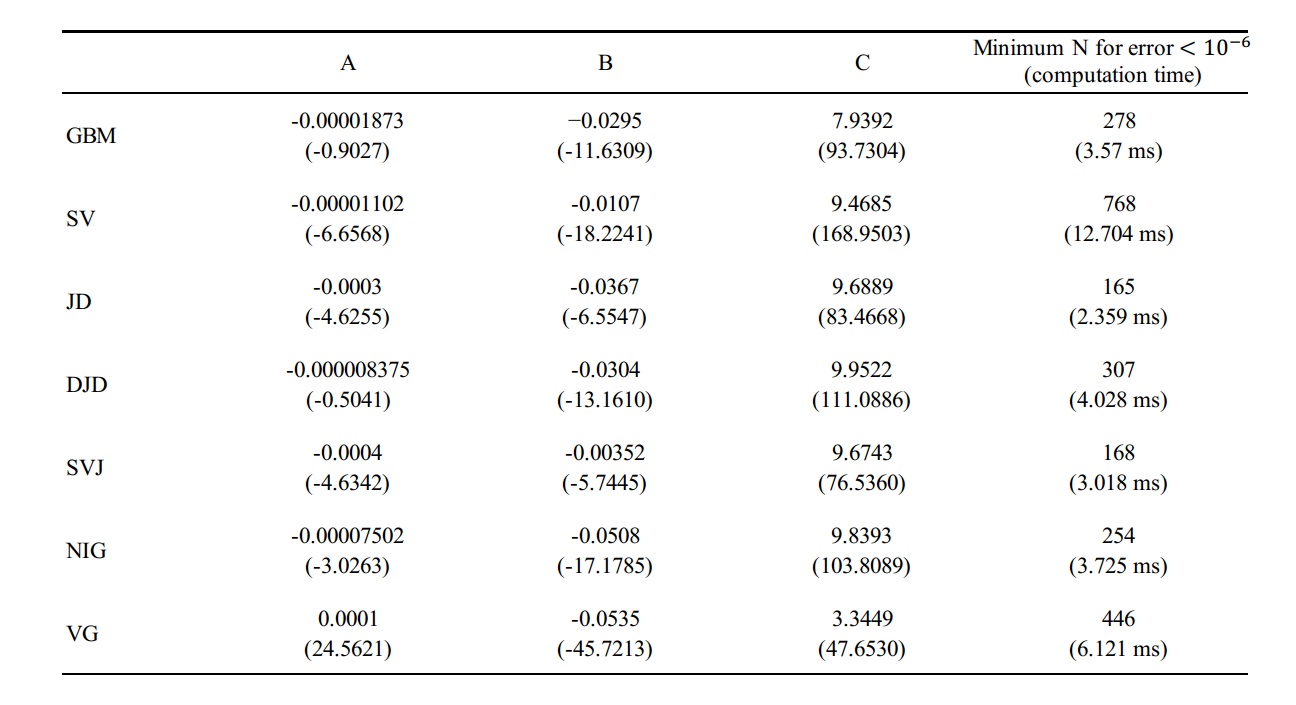 A B C Minimum N for error < 10⁻⁶
(computation time)
GBM -0.00001873 −0.0295 7.9392 278
(-0.9027) (-11.6309) (93.7304) (3.57 ms)
SV -0.00001102 -0.0107 9.4685 768
(-6.6568) (-18.2241) (168.9503) (12.704 ms)
JD -0.0003 -0.0367 9.6889 165
(-4.6255) (-6.5547) (83.4668) (2.359 ms)
DJD -0.000008375 -0.0304 9.9522 307
(-0.5041) (-13.1610) (111.0886) (4.028 ms)
SVJ -0.0004 -0.00352 9.6743 168
(-4.6342) (-5.7445) (76.5360) (3.018 ms)
NIG -0.00007502 -0.0508 9.8393 254
(-3.0263) (-17.1785) (103.8089) (3.725 ms)
VG 0.0001 -0.0535 3.3449 446
(24.5621) (-45.7213) (47.6530) (6.121 ms)